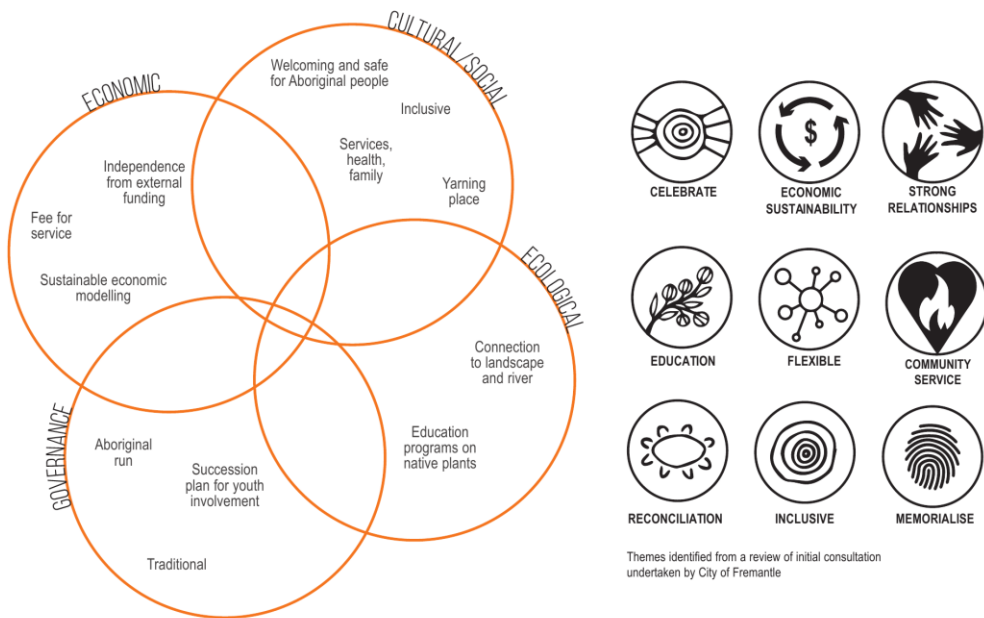 ECONOMIC
CULTURAL/SOCIAL
Welcoming and safe
for Aboriginal people
Inclusive
Independence
from external
funding
Services,
health,
family
Yarning
place
Fee for
service
Sustainable economic
modelling
ECOLOGICAL
Connection
to landscape
and river
Education
programs on
native plants
GOVERNANCE
Aboriginal
run
Succession
plan for youth
involvement
Traditional
$
CELEBRATE
ECONOMIC
SUSTAINABILITY
STRONG
RELATIONSHIPS
EDUCATION
FLEXIBLE
COMMUNITY
SERVICE
RECONCILIATION
INCLUSIVE
MEMORIALISE
Themes identified from a review of initial consultation
undertaken by City of Fremantle